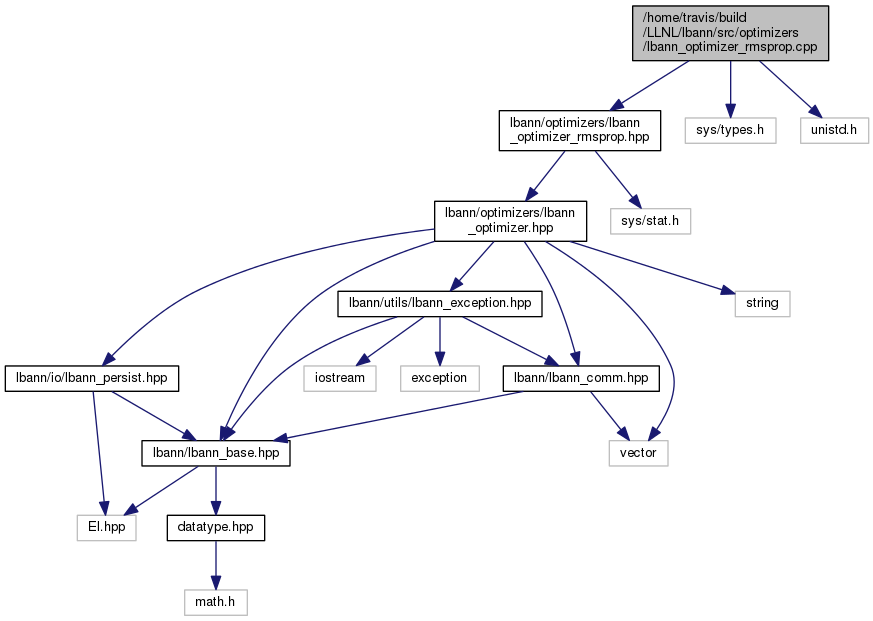 /home/travis/build
/LLNL/lbann/src/optimizers
/lbann_optimizer_rmsprop.cpp
lbann/optimizers/lbann
_optimizer_rmsprop.hpp
sys/types.h
unistd.h
lbann/optimizers/lbann
_optimizer.hpp
sys/stat.h
lbann/utils/lbann_exception.hpp
string
lbann/io/lbann_persist.hpp
iostream
exception
lbann/lbann_comm.hpp
lbann/lbann_base.hpp
vector
El.hpp
datatype.hpp
math.h